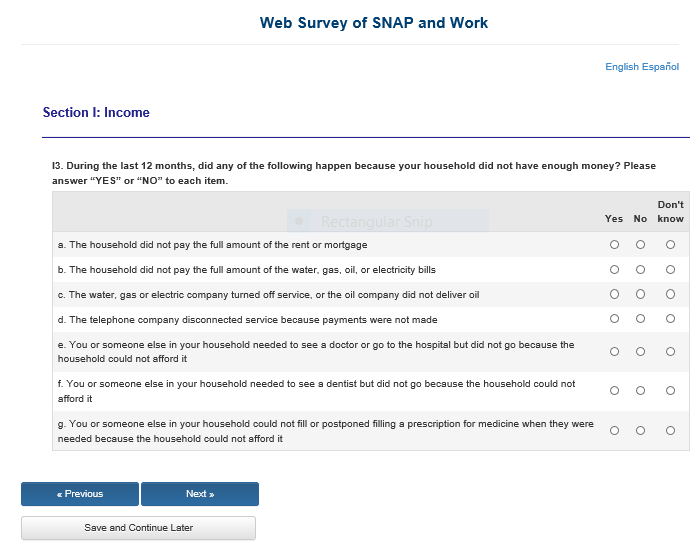 Web Survey of SNAP and Work
English Español
Section I: Income
I3. During the last 12 months, did any of the following happen because your household did not have enough money? Please
answer “YES” or “NO” to each item.
Rectangular Snip
Yes No Don't know
a. The household did not pay the full amount of the rent or mortgage
b. The household did not pay the full amount of the water, gas, oil, or electricity bills
c. The water, gas or electric company turned off service, or the oil company did not deliver oil
d. The telephone company disconnected service because payments were not made
e. You or someone else in your household needed to see a doctor or go to the hospital but did not go because the
household could not afford it
f. You or someone else in your household needed to see a dentist but did not go because the household could not
afford it
g. You or someone else in your household could not fill or postponed filling a prescription for medicine when they were
needed because the household could not afford it
« Previous Next »
Save and Continue Later